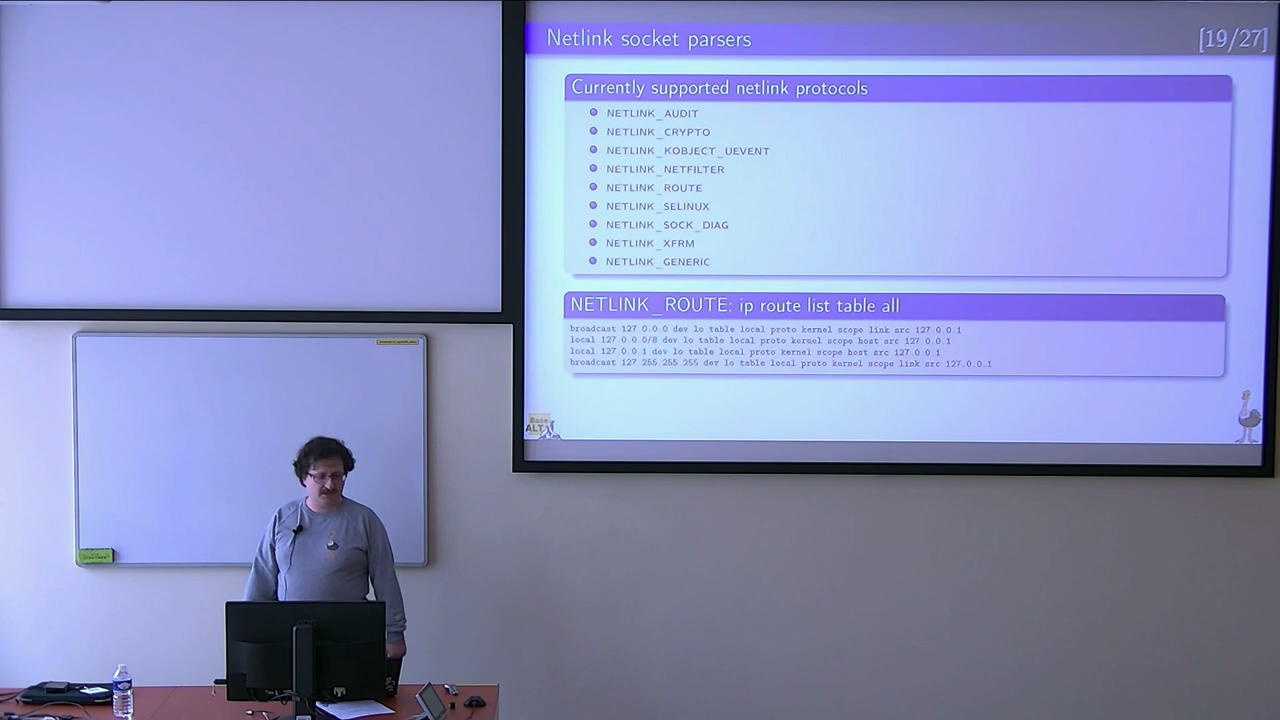 Netlink socket parsers
[19/27]
Currently supported netlink protocols
NETLINK_AUDIT
NETLINK_CRYPTO
NETLINK_KOBJECT_UEVENT
NETLINK_NETFILTER
NETLINK_ROUTE
NETLINK_SELINUX
NETLINK_SOCK_DIAG
NETLINK_XFRM
NETLINK_GENERIC
NETLINK_ROUTE: ip route list table all
broadcast 127.0.0.0 dev lo table local proto kernel scope link src 127.0.0.1
local 127.0.0.0/8 dev lo table local proto kernel scope host src 127.0.0.1
local 127.0.0.1 dev lo table local proto kernel scope host src 127.0.0.1
broadcast 127.255.255.255 dev lo table local proto kernel scope link src 127.0.0.1
Base
ALT